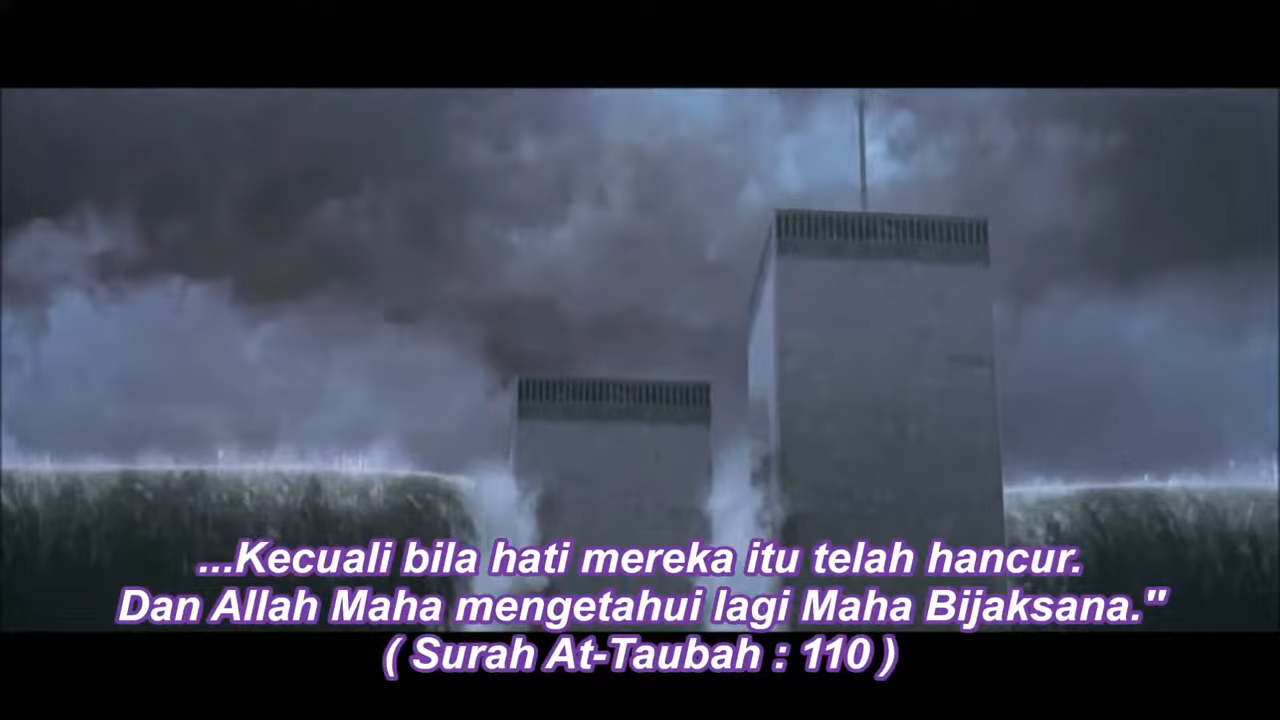 ...Kecuali bila hati mereka itu telah hancur.
Dan Allah Maha mengetahui lagi Maha Bijaksana."
( Surah At-Taubah : 110 )